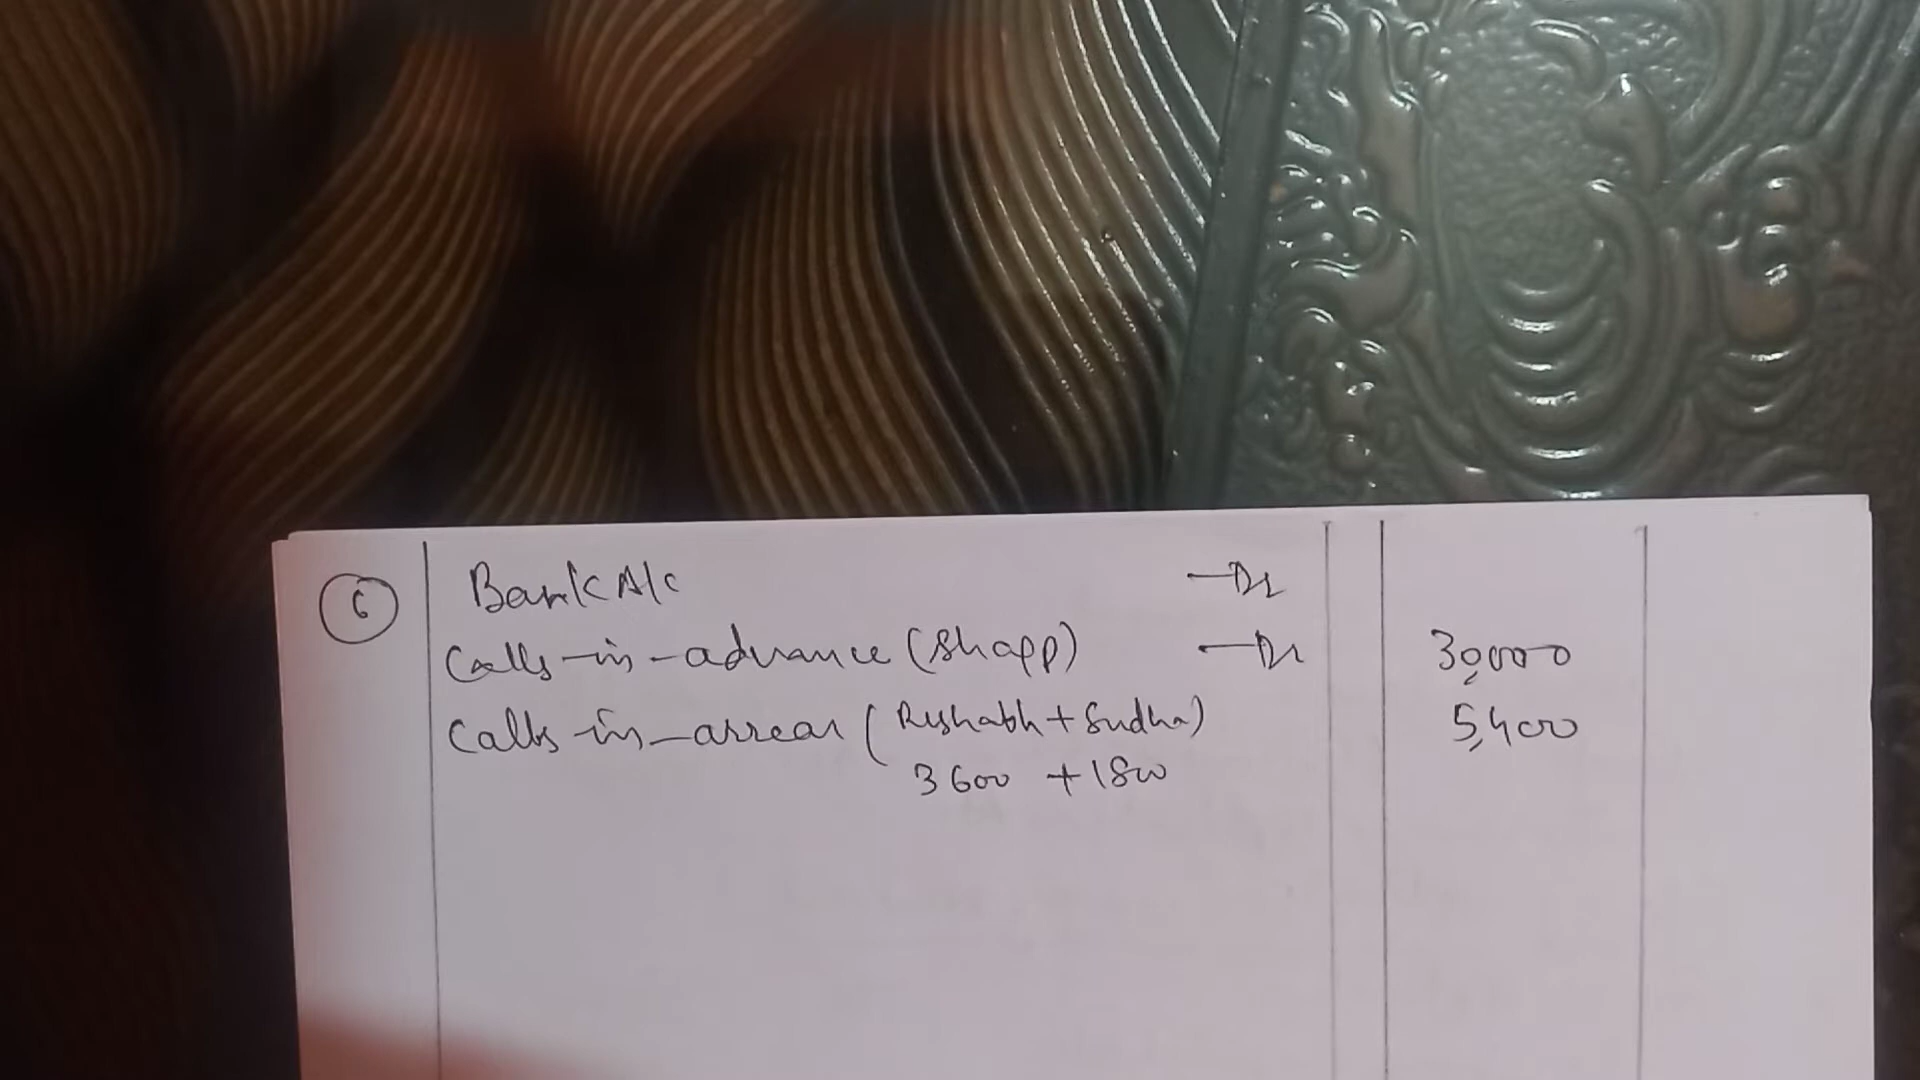 6 Bank A/c —Dr
Calls-in-advance (Shapp) —Dr 30,000
Calls-in-arrear (Rishabh + Sudha) 5,400
3600 + 1800